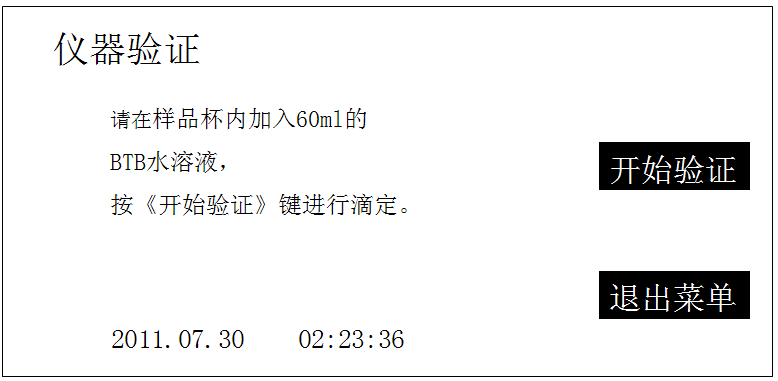 仪器验证
请在样品杯内加入60ml的
BTB水溶液，
按《开始验证》键进行滴定。
开始验证
退出菜单
2011.07.30 02:23:36